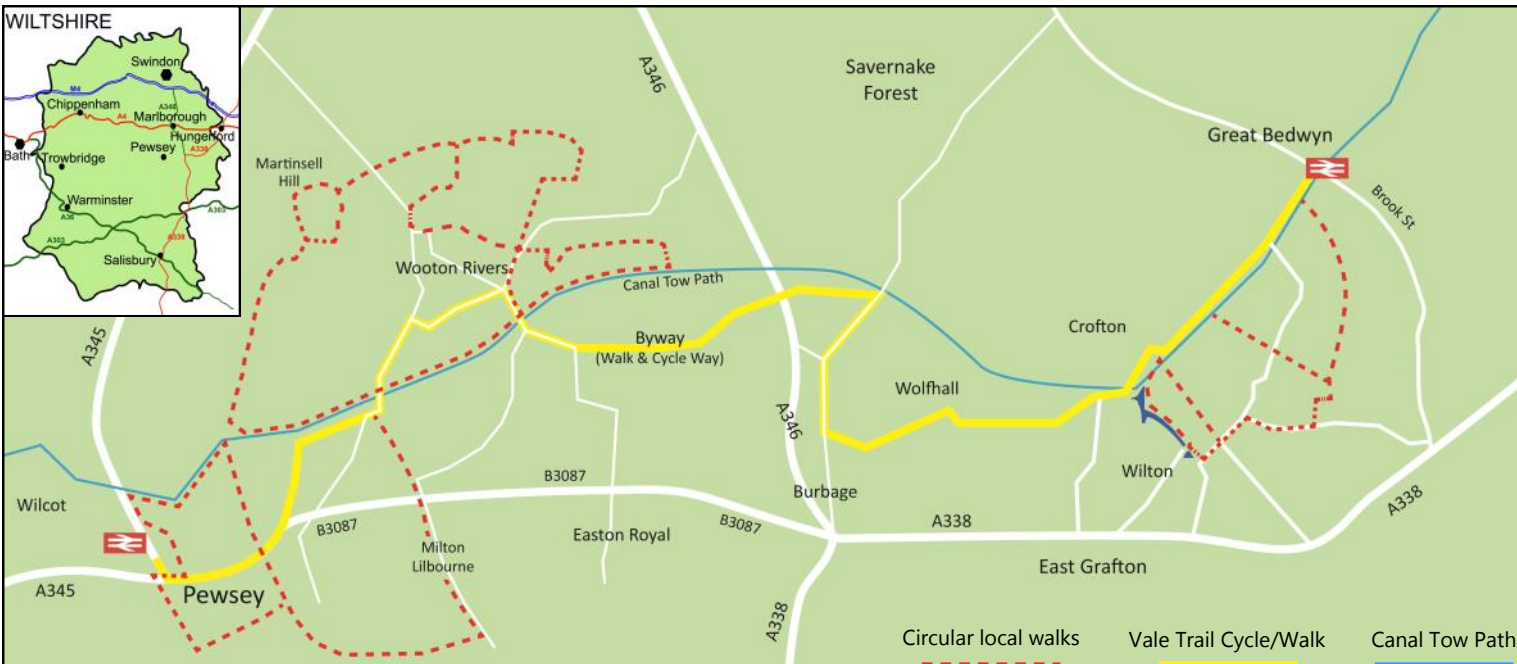 WILTSHIRE
Swindon
M4
Chippenham
A346
Marlborough
A4
Hungerford
A338
Bath
Trowbridge
Pewsey
Warminster
A36
A303
A303
A338
Salisbury
A346
Savernake
Forest
Great Bedwyn
Brook St
Martinsell
Hill
Wooton Rivers
Canal Tow Path
A345
Byway
(Walk & Cycle Way)
Crofton
Wolfhall
A346
Wilton
Wilcot
B3087
Burbage
B3087
B3087
A338
A338
Easton Royal
Milton
Lilbourne
East Grafton
A345
Pewsey
A338
Circular local walks
Vale Trail Cycle/Walk
Canal Tow Path